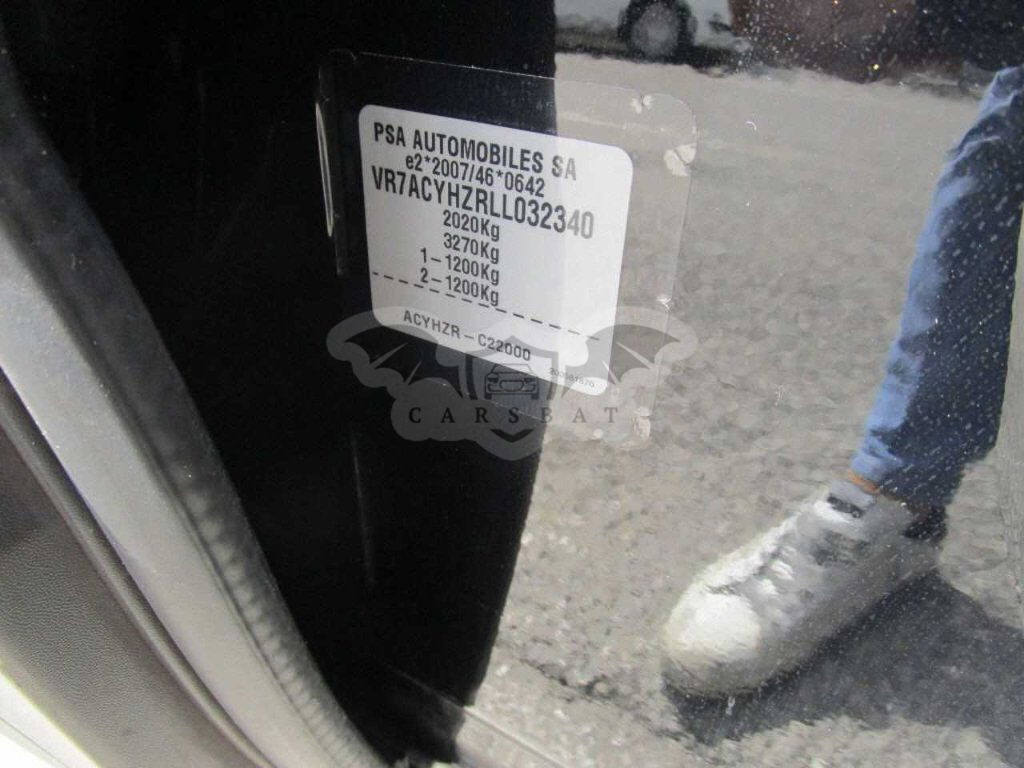 PSA AUTOMOBILES SA
e2*2007/46*0642
VR7ACYHZRLL032340
2020Kg
3270Kg
1-1200Kg
2-1200Kg
ACYHZR-C22000
CARSBAT